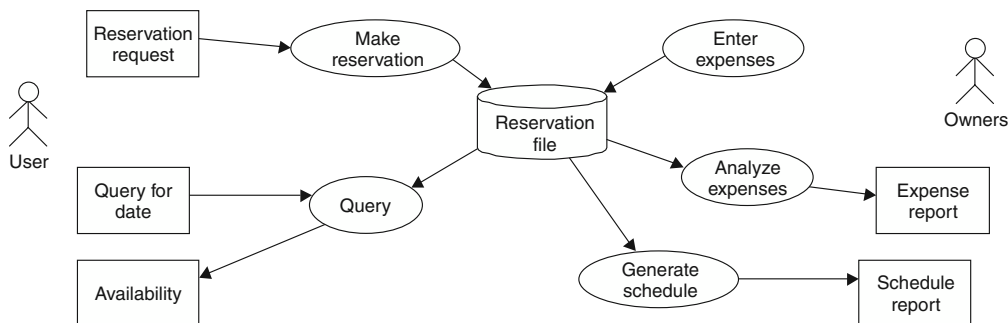 Reservation
request
Make
reservation
Enter
expenses
User
Reservation
file
Owners
Query for
date
Query
Analyze
expenses
Expense
report
Availability
Generate
schedule
Schedule
report